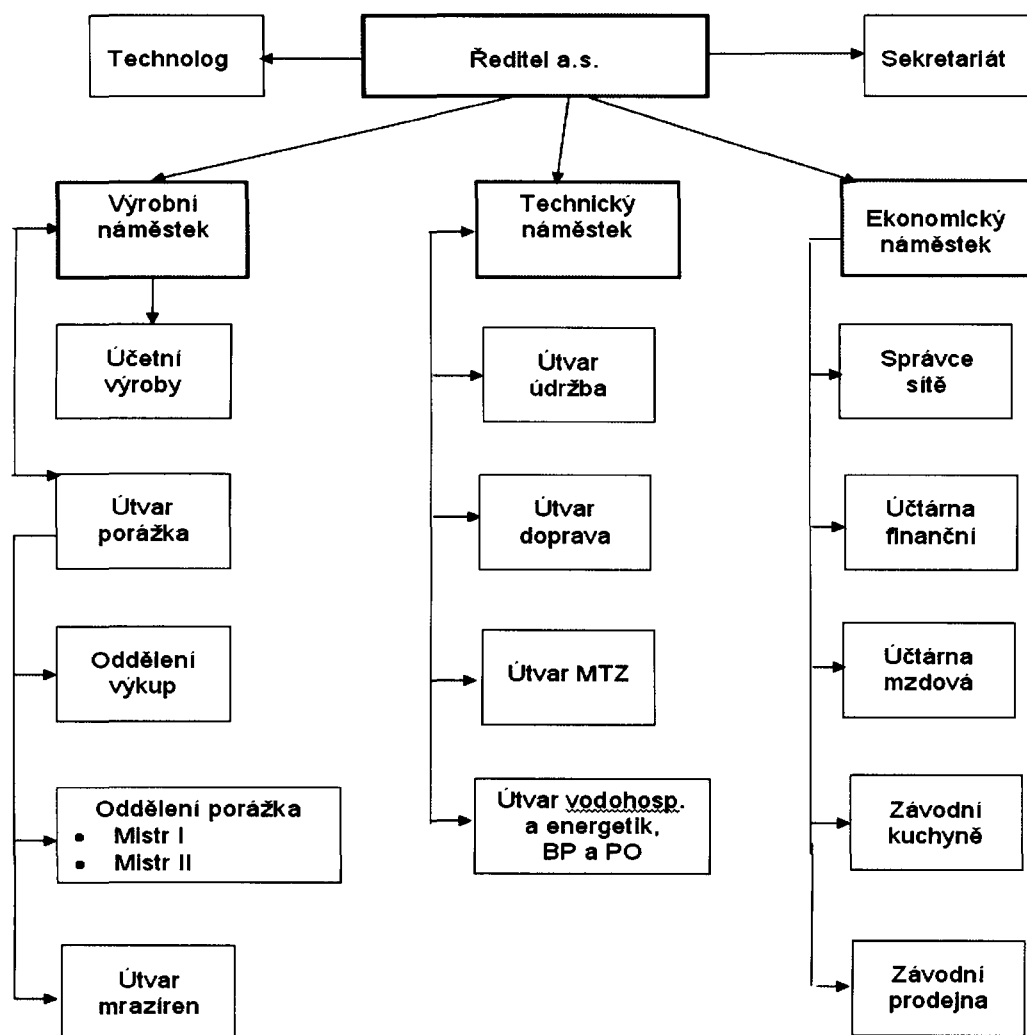 Technolog
Ředitel a.s.
Sekretariát
Výrobní
náměstek
Technický
náměstek
Ekonomický
náměstek
Účetní
výroby
Útvar
údržba
Správce
sítě
Útvar
porážka
Útvar
doprava
Účtárna
finanční
Oddělení
výkup
Útvar MTZ
Účtárna
mzdová
Oddělení porážka
• Mistr I
• Mistr II
Útvar vodohosp.
a energetik,
BP a PO
Závodní
kuchyně
Útvar
mrazíren
Závodní
prodejna